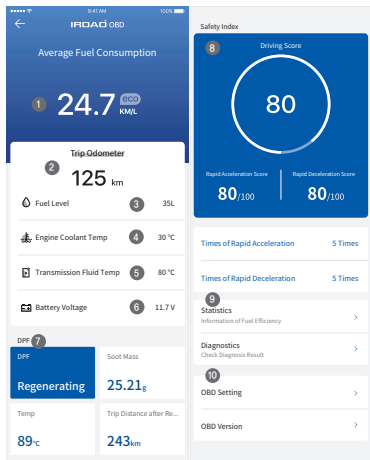 9:41 AM
100%
IROAD OBD
Average Fuel Consumption
1
24.7
eco
KM/L
Trip Odometer
2
125 km
Fuel Level
3
35L
Engine Coolant Temp
4
30 °C
Transmission Fluid Temp
5
80 °C
Battery Voltage
6
11.7 V
DPF
7
DPF
Regenerating
Soot Mass
25.21g
Temp
89°C
Trip Distance after Re...
243km
Safety Index
8
Driving Score
80
Rapid Acceleration Score
80/100
Rapid Deceleration Score
80/100
Times of Rapid Acceleration
5 Times
Times of Rapid Deceleration
5 Times
9
Statistics
Information of Fuel Efficiency
Diagnostics
Check Diagnosis Result
10
OBD Setting
OBD Version